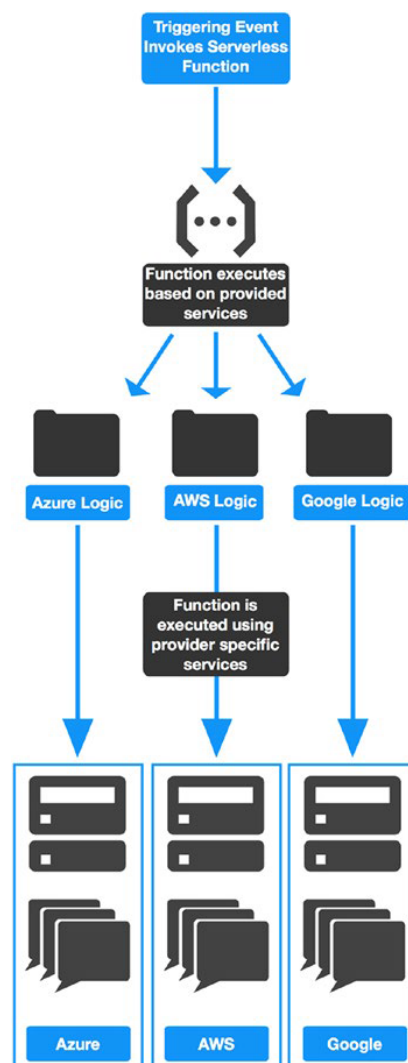 Triggering Event
Invokes Serverless
Function
Function executes
based on provided
services
Azure Logic
AWS Logic
Google Logic
Function is
executed using
provider specific
services
Azure
AWS
Google